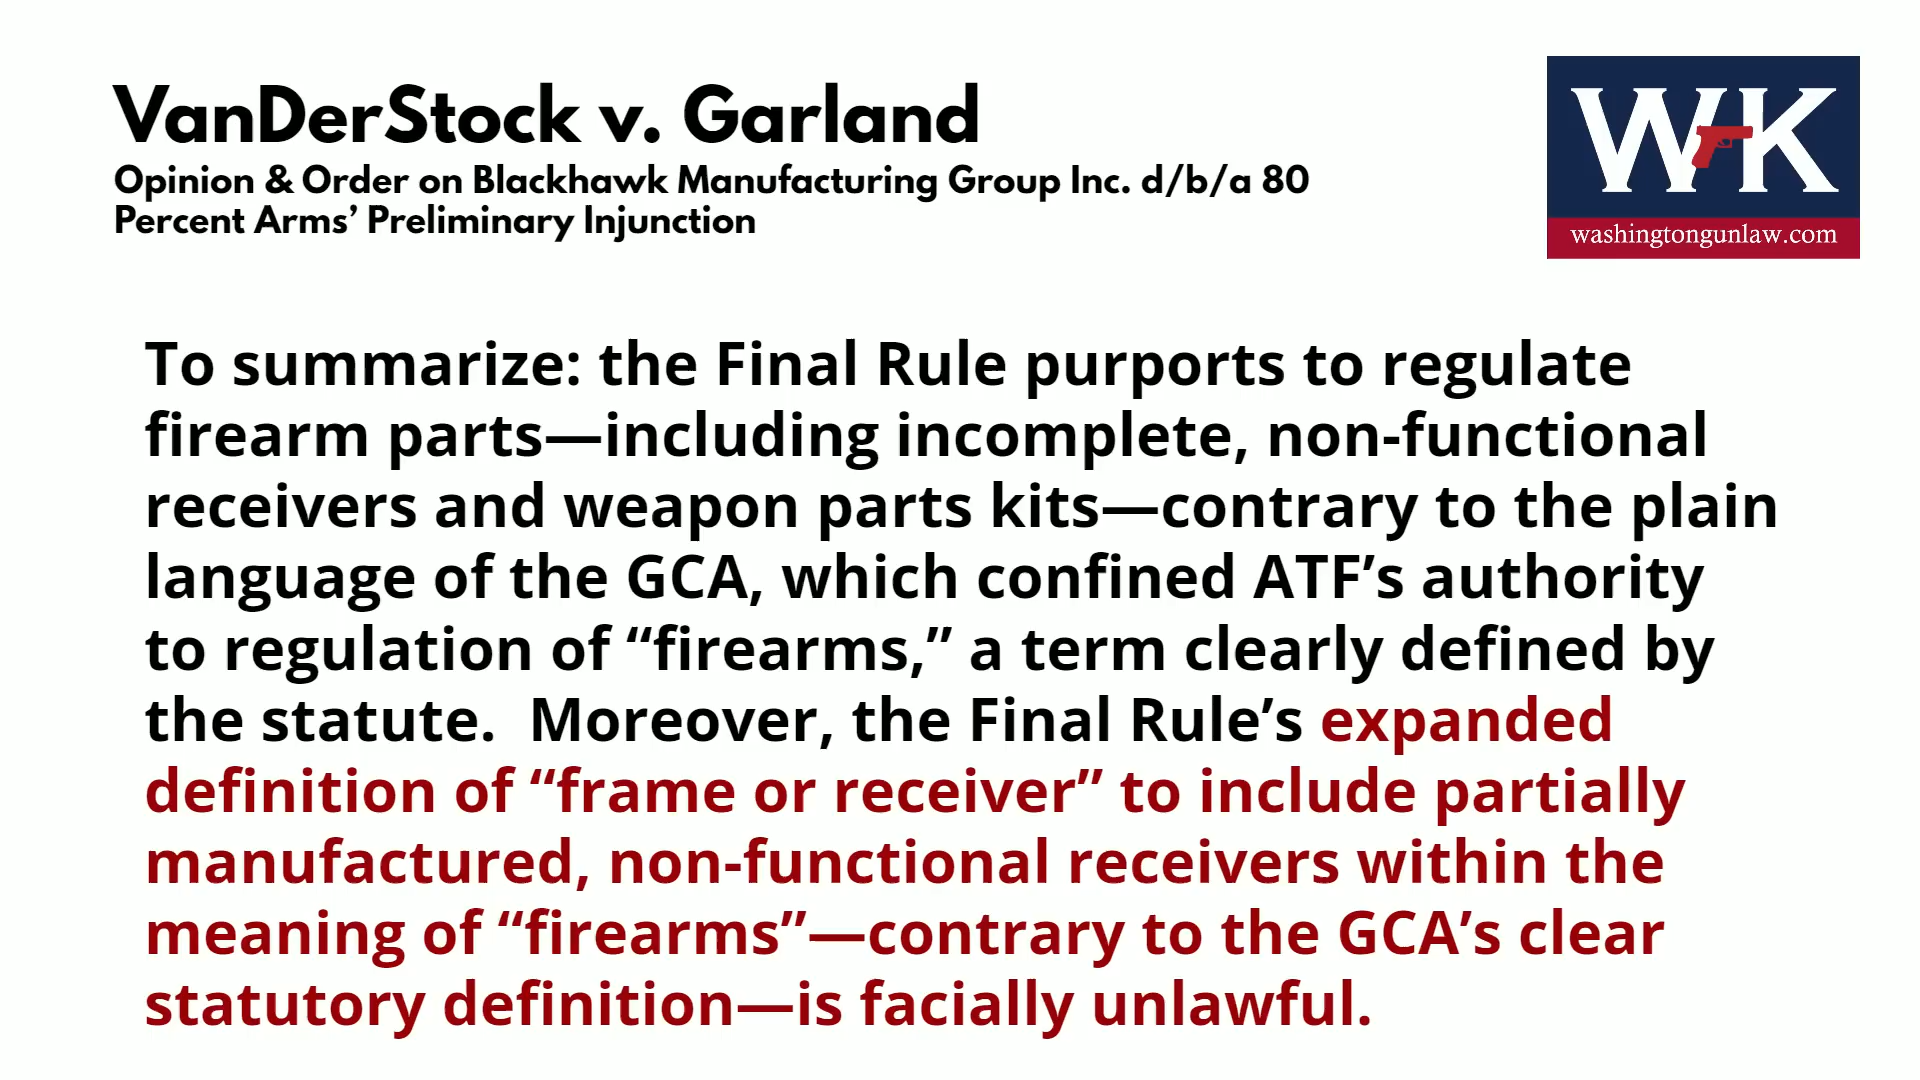 VanDerStock v. Garland
Opinion & Order on Blackhawk Manufacturing Group Inc. d/b/a 80
Percent Arms’ Preliminary Injunction
WK
washingtongunlaw.com
To summarize: the Final Rule purports to regulate
firearm parts—including incomplete, non-functional
receivers and weapon parts kits—contrary to the plain
language of the GCA, which confined ATF’s authority
to regulation of “firearms,” a term clearly defined by
the statute.  Moreover, the Final Rule’s expanded
definition of “frame or receiver” to include partially
manufactured, non-functional receivers within the
meaning of “firearms”—contrary to the GCA’s clear
statutory definition—is facially unlawful.